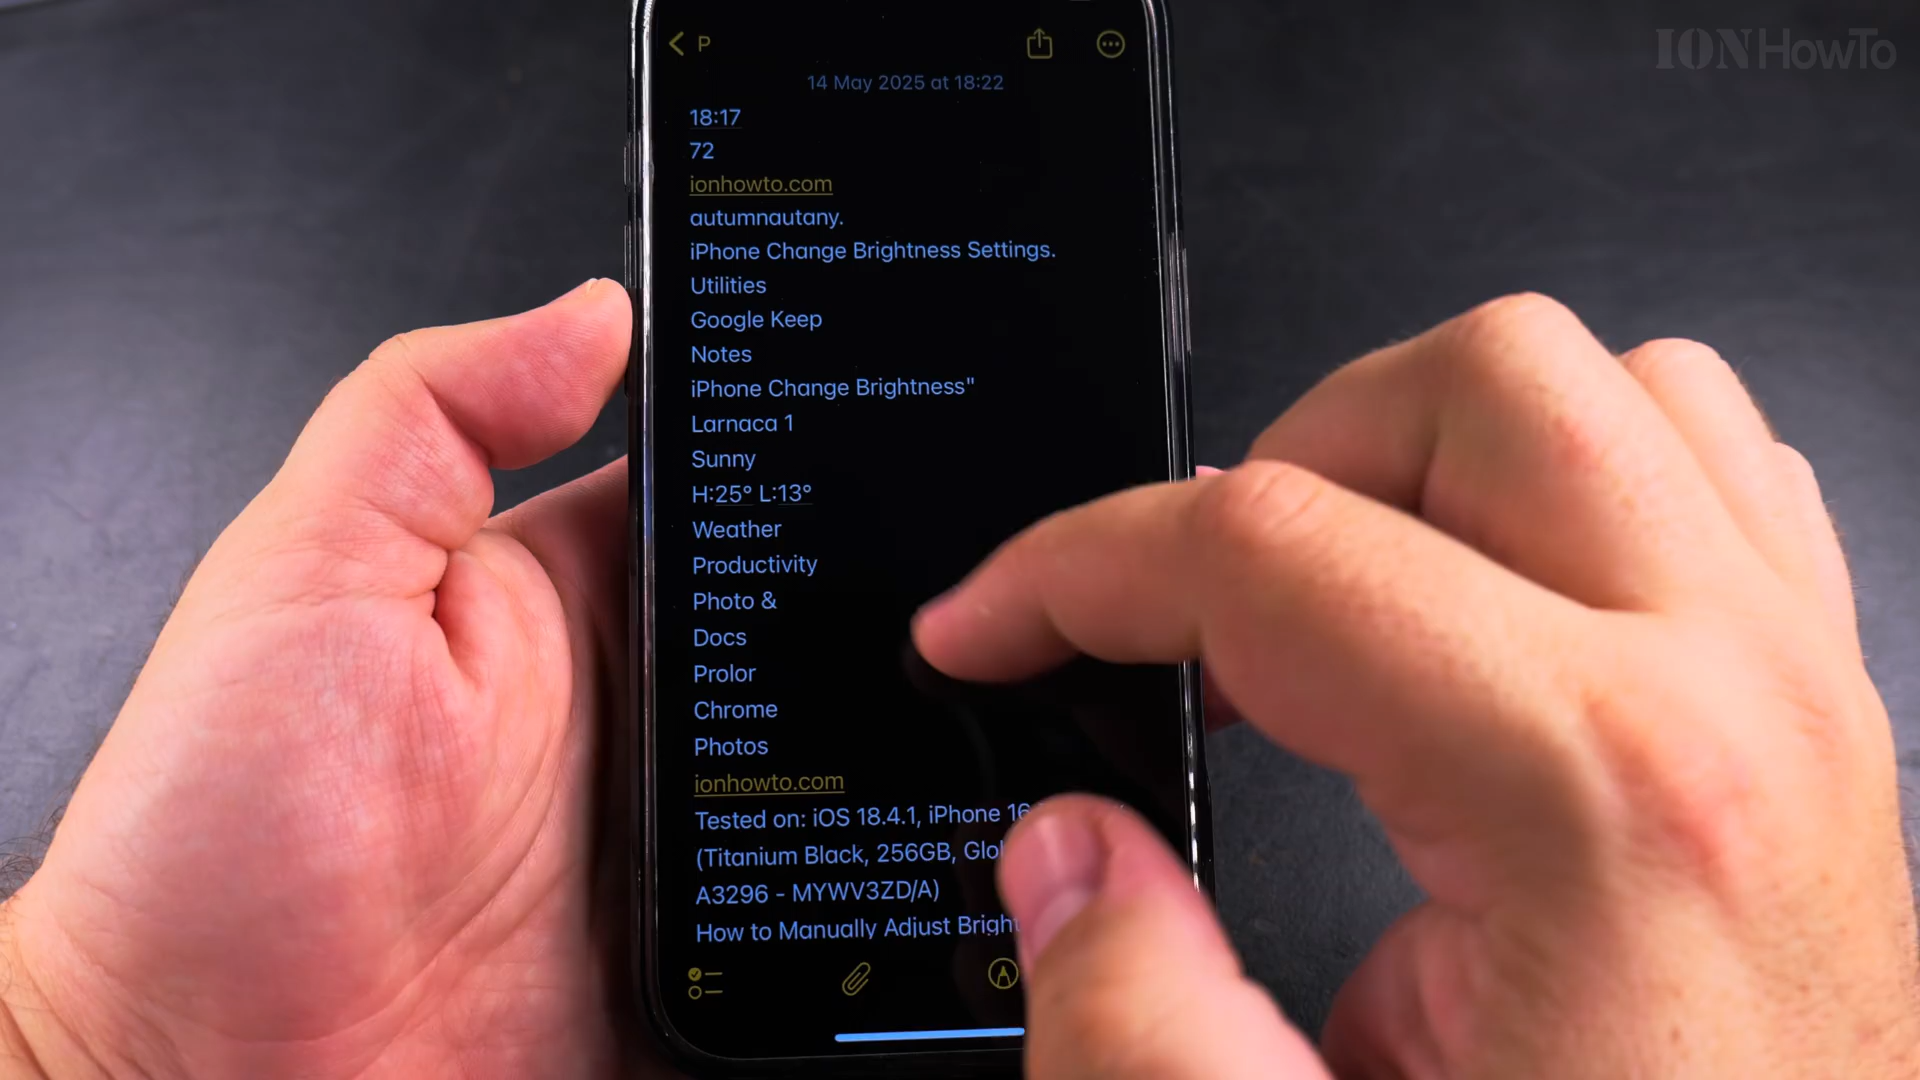 IONHowTo
P
14 May 2025 at 18:22
18:17
72
ionhowto.com
autumnautany.
iPhone Change Brightness Settings.
Utilities
Google Keep
Notes
iPhone Change Brightness"
Larnaca 1
Sunny
H:25° L:13°
Weather
Productivity
Photo &
Docs
Prolor
Chrome
Photos
ionhowto.com
Tested on: iOS 18.4.1, iPhone 16
(Titanium Black, 256GB,
A3296 - MYWV3ZD/A)
How to Manually Adjust